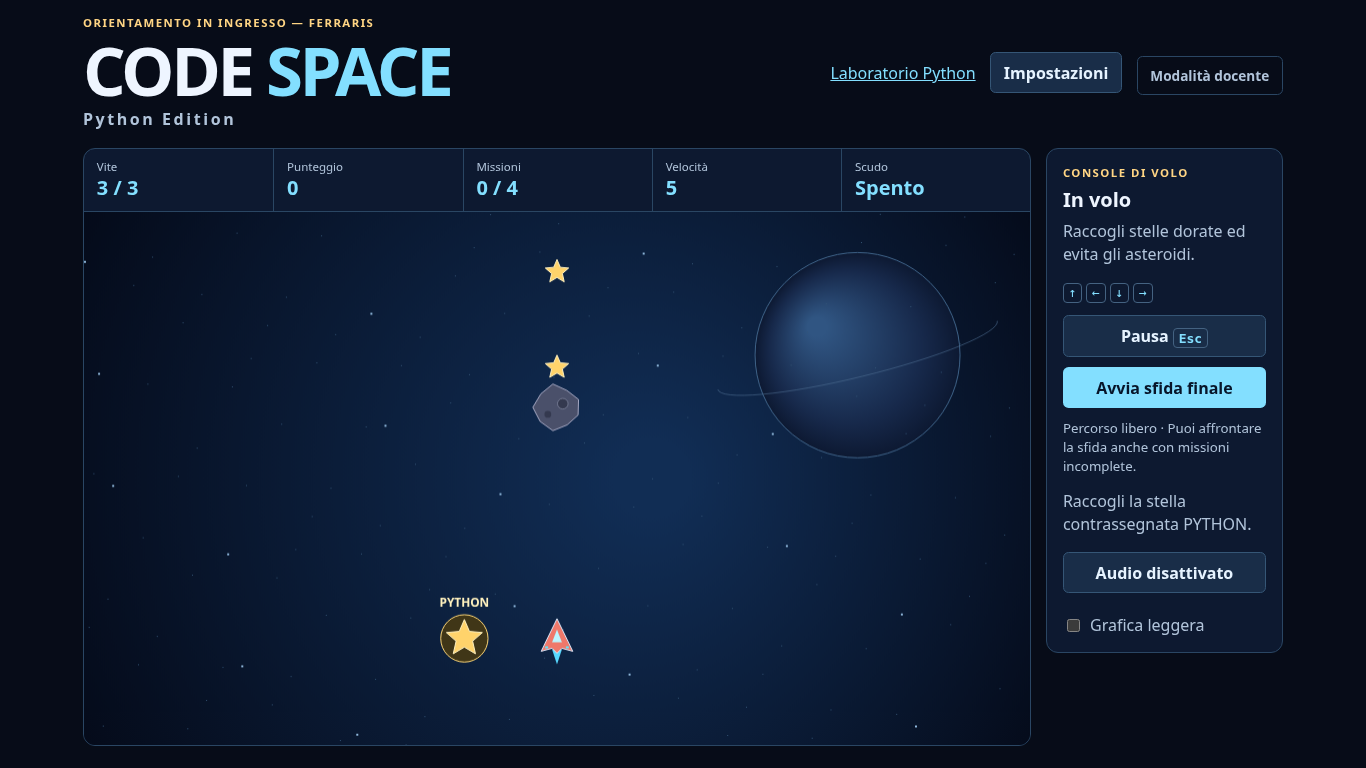 ORIENTAMENTO IN INGRESSO — FERRARIS
CODE SPACE
Python Edition
Laboratorio Python
Impostazioni
Modalità docente
Vite
3 / 3
Punteggio
0
Missioni
0 / 4
Velocità
5
Scudo
Spento
PYTHON
CONSOLE DI VOLO
In volo
Raccogli stelle dorate ed
evita gli asteroidi.
↑ ← ↓ →
Pausa Esc
Avvia sfida finale
Percorso libero · Puoi affrontare
la sfida anche con missioni
incomplete.
Raccogli la stella
contrassegnata PYTHON.
Audio disattivato
Grafica leggera